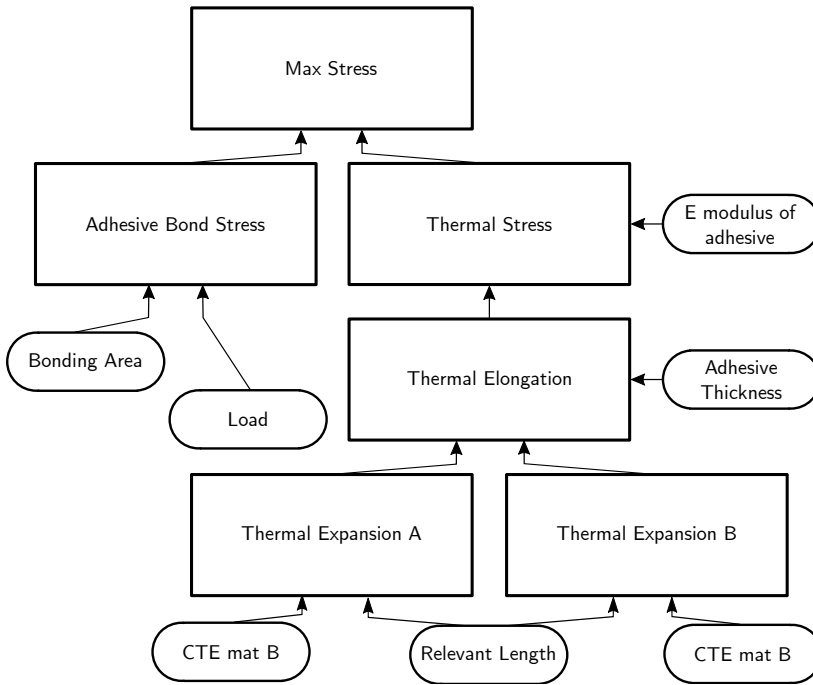 Max Stress
Adhesive Bond Stress
Thermal Stress
E modulus of
adhesive
Bonding Area
Thermal Elongation
Adhesive
Thickness
Load
Thermal Expansion A
Thermal Expansion B
CTE mat B
Relevant Length
CTE mat B